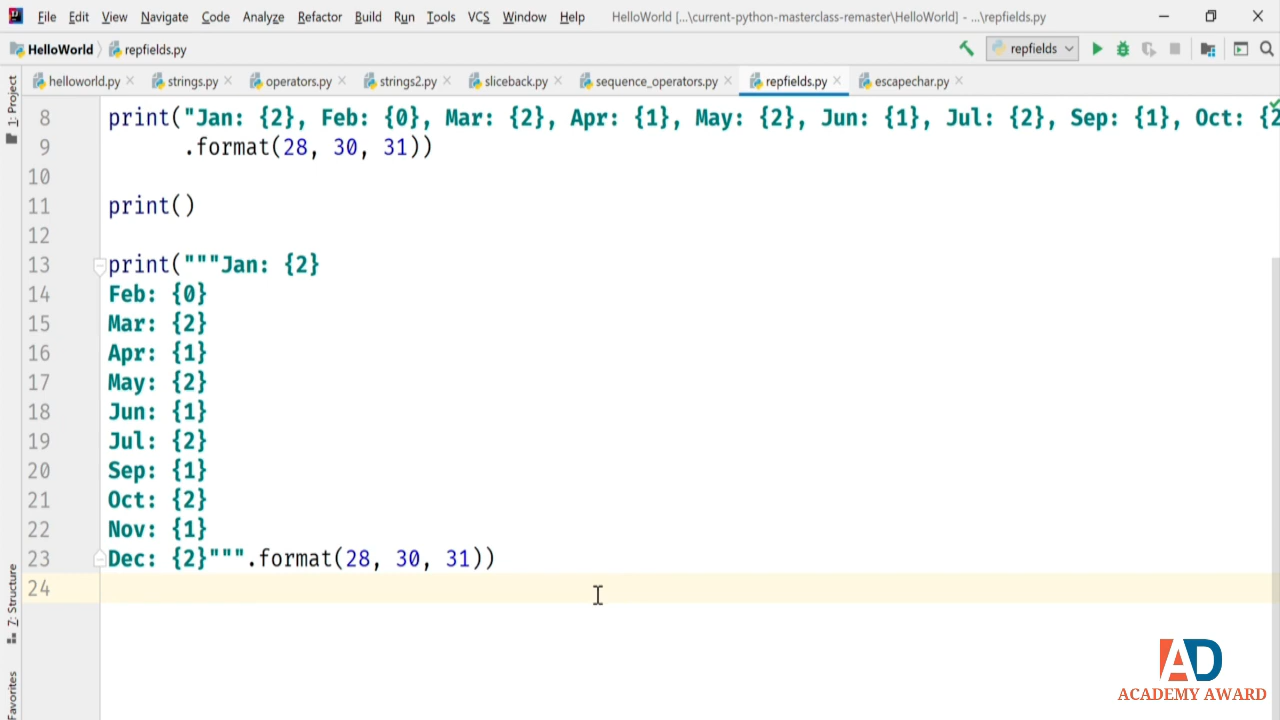 File Edit View Navigate Code Analyze Refactor Build Run Tools VCS Window Help HelloWorld [...\current-python-masterclass-remaster\HelloWorld] - ...\repfields.py
HelloWorld repfields.py repfields
helloworld.py strings.py operators.py strings2.py sliceback.py sequence_operators.py repfields.py escapechar.py
1: Project
8 print("Jan: {2}, Feb: {0}, Mar: {2}, Apr: {1}, May: {2}, Jun: {1}, Jul: {2}, Sep: {1}, Oct: {2
9 .format(28, 30, 31))
10
11 print()
12
13 print("""Jan: {2}
14 Feb: {0}
15 Mar: {2}
16 Apr: {1}
17 May: {2}
18 Jun: {1}
19 Jul: {2}
20 Sep: {1}
21 Oct: {2}
22 Nov: {1}
23 Dec: {2}""".format(28, 30, 31))
24
Z: Structure
Favorites
AD
ACADEMY AWARD